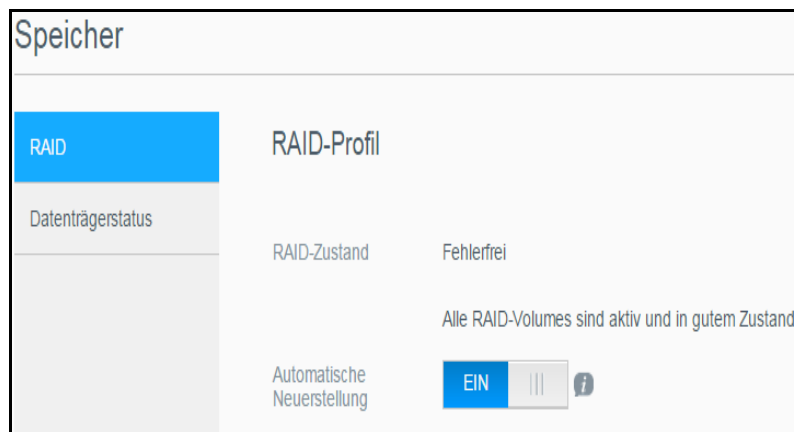 Speicher
RAID
Datenträgerstatus
RAID-Profil
RAID-Zustand
Fehlerfrei
Alle RAID-Volumes sind aktiv und in gutem Zustand
Automatische
Neuerstellung
EIN